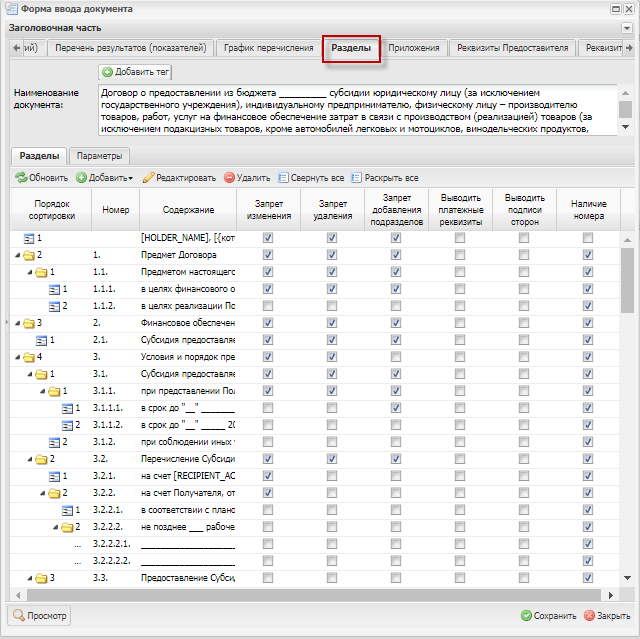 Форма ввода документа
Заголовочная часть
ий) Перечень результатов (показателей) График перечисления Разделы Приложения Реквизиты Предоставителя Реквизит
Добавить тег
Наименование документа:
Договор о предоставлении из бюджета _________ субсидии юридическому лицу (за исключением
государственного учреждения), индивидуальному предпринимателю, физическому лицу – производителю
товаров, работ, услуг на финансовое обеспечение затрат в связи с производством (реализацией) товаров (за
исключением подакцизных товаров, кроме автомобилей легковых и мотоциклов, винодельческих продуктов,
Разделы Параметры
Обновить Добавить Редактировать Удалить Свернуть все Раскрыть все
Порядок сортировки Номер Содержание Запрет изменения Запрет удаления Запрет добавления подразделов Выводить платежные реквизиты Выводить подписи сторон Наличие номера
1 [HOLDER_NAME], [{кот
2 1. Предмет Договора
1 1.1. Предметом настоящего
1 1.1.1. в целях финансового о
2 1.1.2. в целях реализации По
3 2. Финансовое обеспечен
1 2.1. Субсидия предоставляе
4 3. Условия и порядок пре
1 3.1. Субсидия предоставляе
1 3.1.1. при представлении Пол
1 3.1.1.1. в срок до "__" _______
2 3.1.1.2. в срок до "__" _____ 20
2 3.1.2. при соблюдении иных
2 3.2. Перечисление Субсиди
1 3.2.1. на счет [RECIPIENT_AC
2 3.2.2. на счет Получателя, от
1 3.2.2.1. в соответствии с плано
2 3.2.2.2. не позднее ___ рабоче
... 3.2.2.2.1. __________________
... 3.2.2.2.2. __________________
3 3.3. Предоставление Субсид
Просмотр Сохранить Закрыть